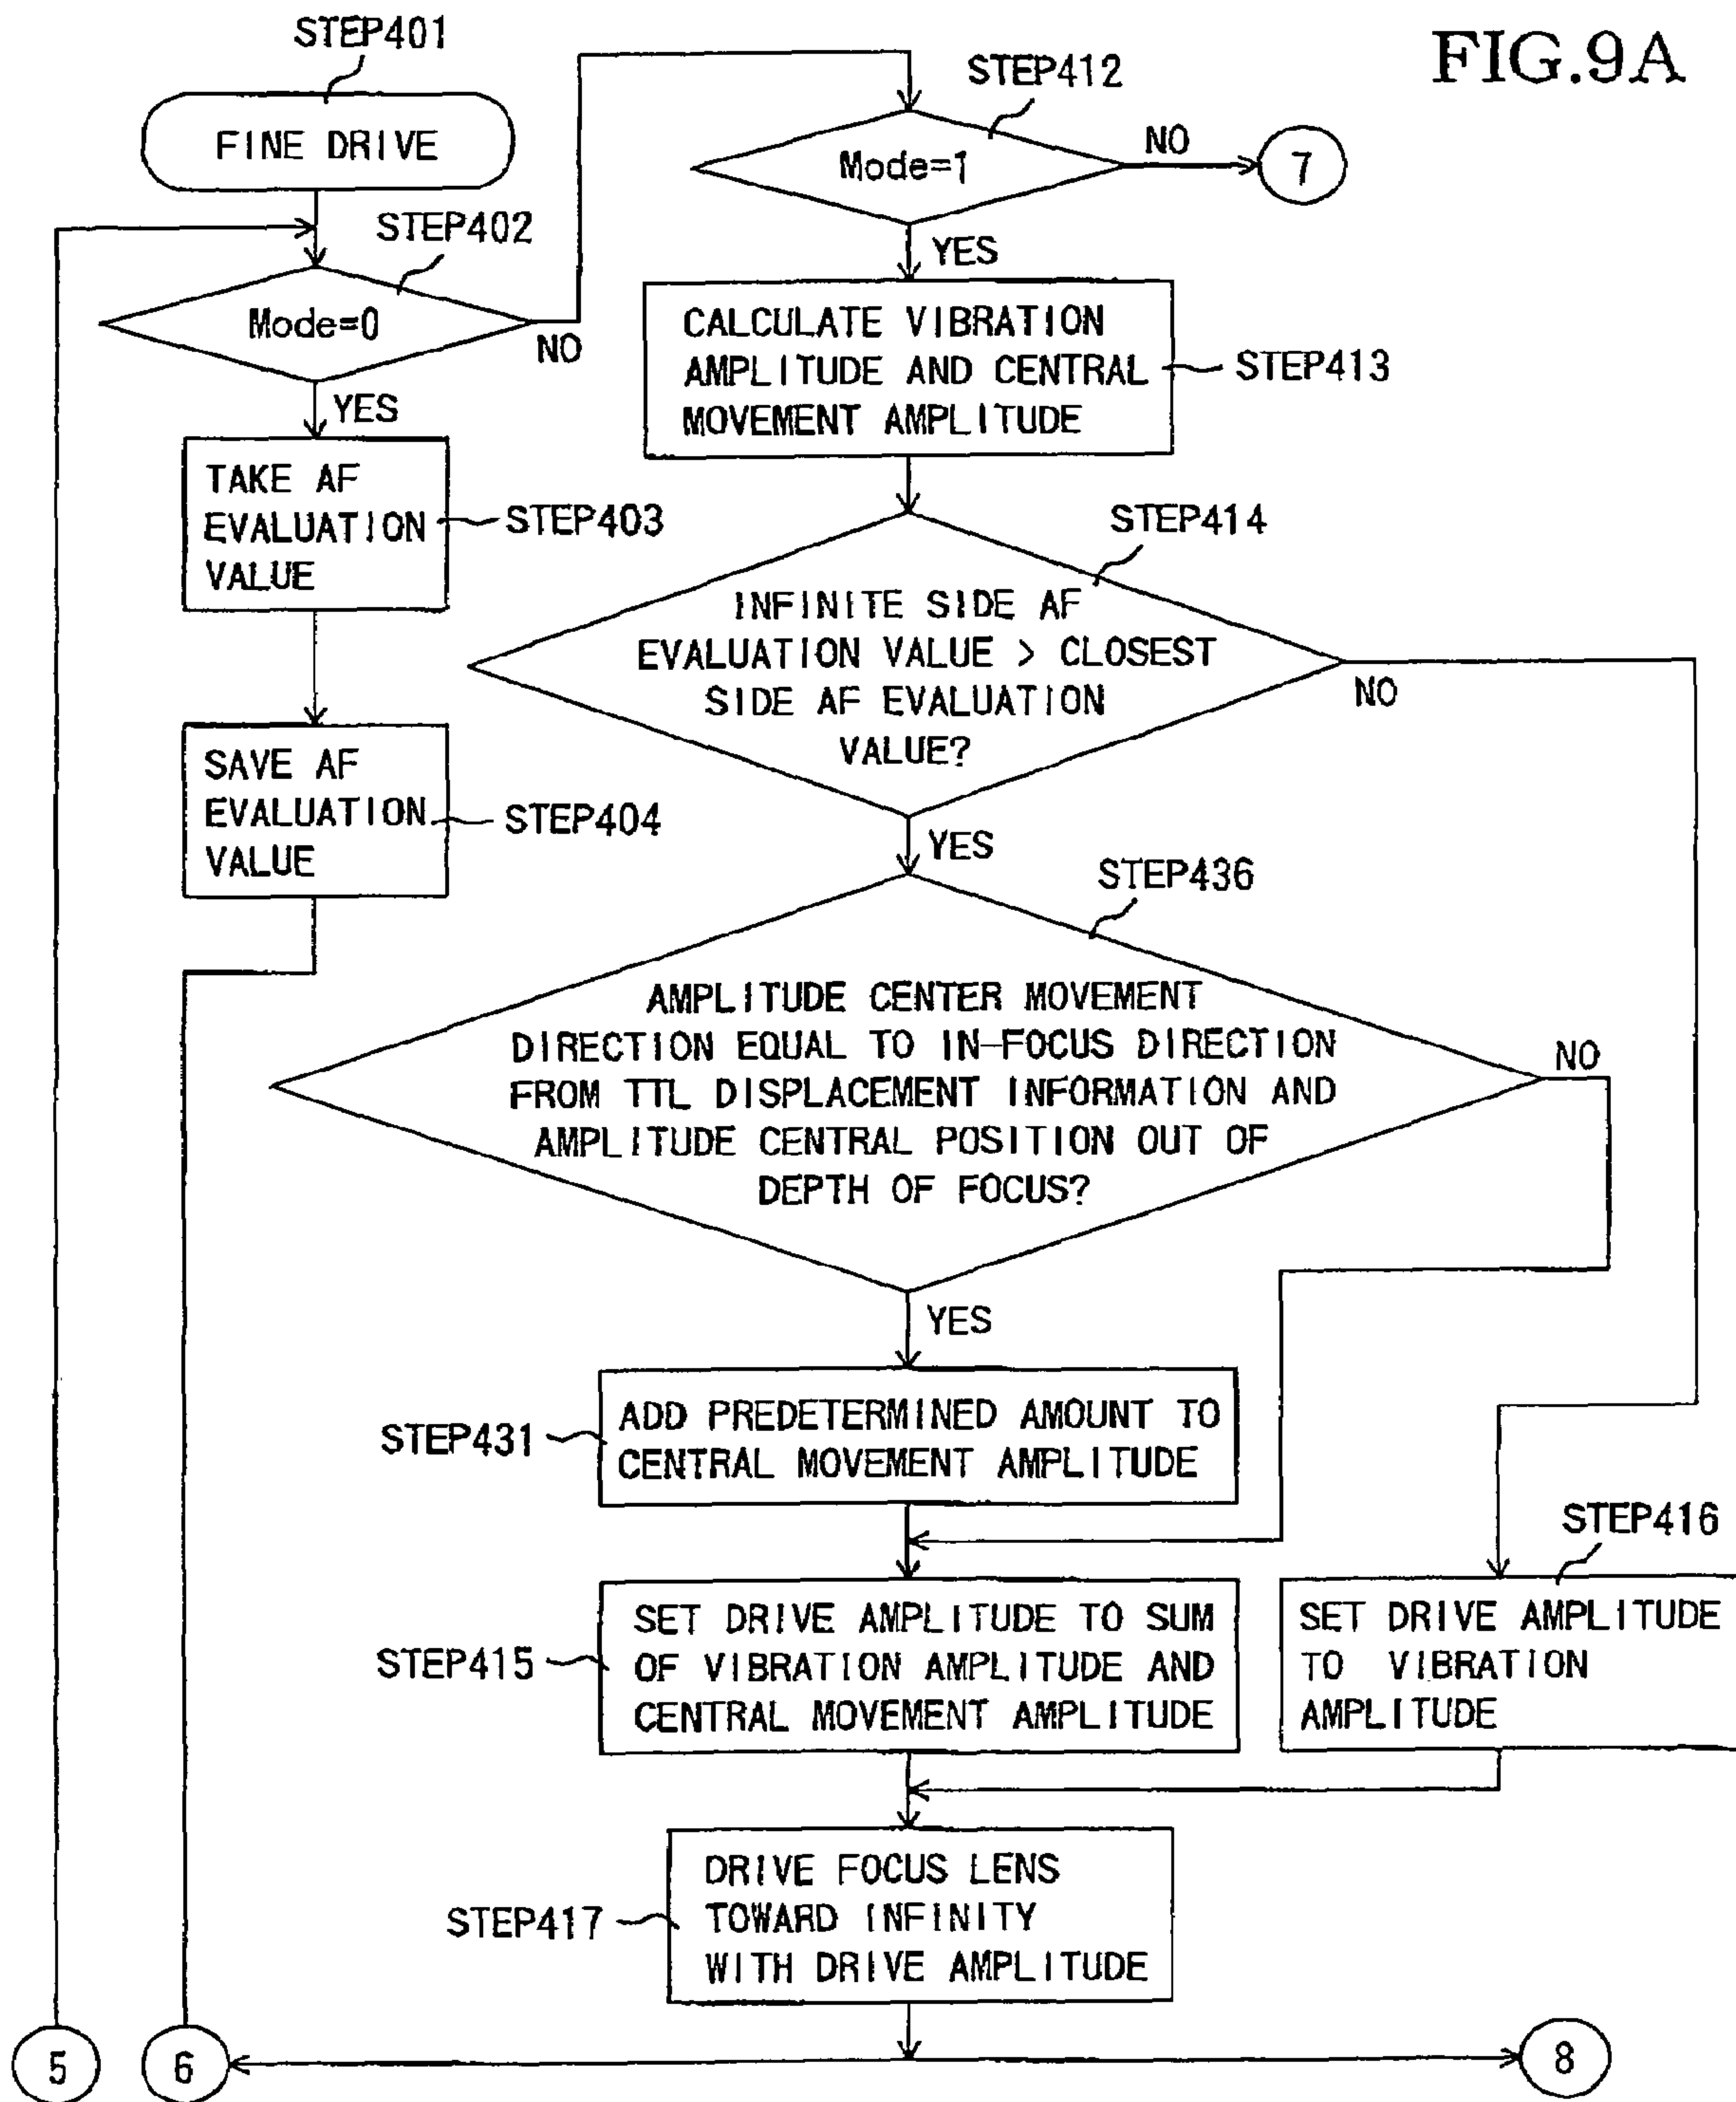 FIG.9A
STEP401
FINE DRIVE
STEP402
Mode=0
NO
YES
TAKE AF
EVALUATION
VALUE
STEP403
SAVE AF
EVALUATION
VALUE
STEP404
STEP412
Mode=1
NO
7
YES
CALCULATE VIBRATION
AMPLITUDE AND CENTRAL
MOVEMENT AMPLITUDE
STEP413
STEP414
INFINITE SIDE AF
EVALUATION VALUE > CLOSEST
SIDE AF EVALUATION
VALUE?
NO
YES
STEP436
AMPLITUDE CENTER MOVEMENT
DIRECTION EQUAL TO IN-FOCUS DIRECTION
FROM TTL DISPLACEMENT INFORMATION AND
AMPLITUDE CENTRAL POSITION OUT OF
DEPTH OF FOCUS?
NO
YES
STEP431
ADD PREDETERMINED AMOUNT TO
CENTRAL MOVEMENT AMPLITUDE
STEP416
STEP415
SET DRIVE AMPLITUDE TO SUM
OF VIBRATION AMPLITUDE AND
CENTRAL MOVEMENT AMPLITUDE
SET DRIVE AMPLITUDE
TO VIBRATION
AMPLITUDE
STEP417
DRIVE FOCUS LENS
TOWARD INFINITY
WITH DRIVE AMPLITUDE
5
6
8